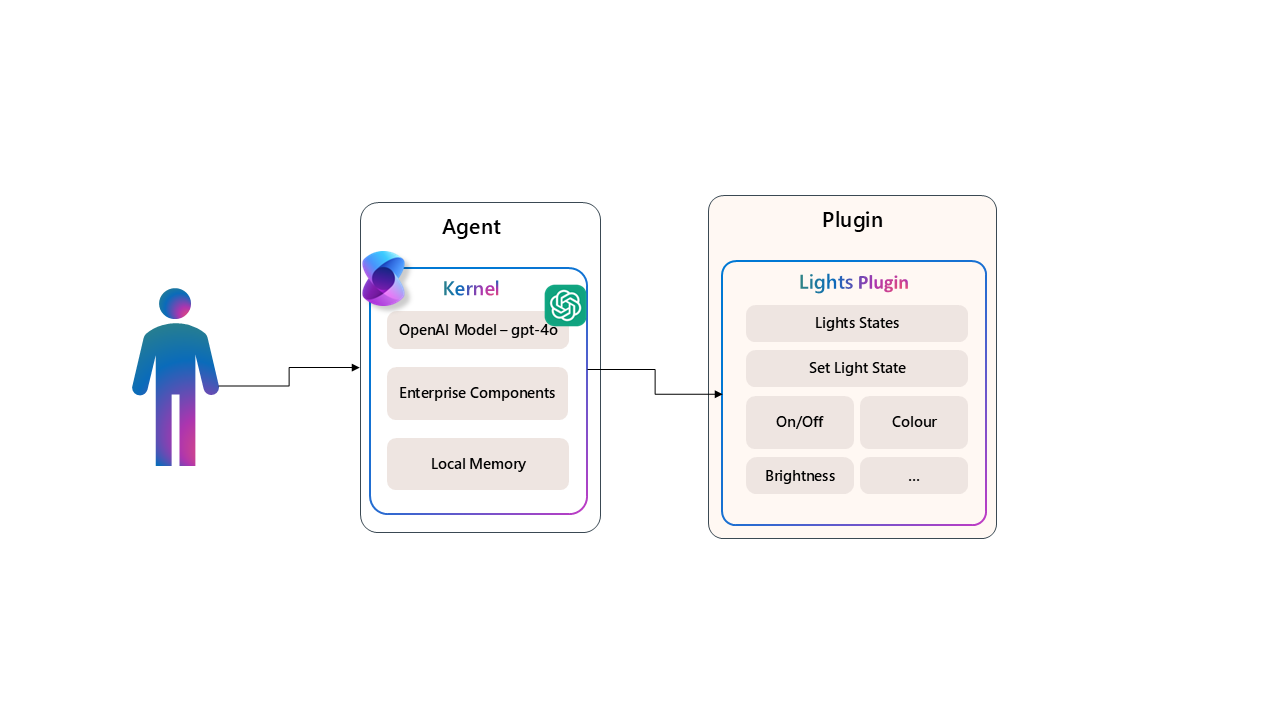 Agent
Kernel
OpenAI Model – gpt-4o
Enterprise Components
Local Memory
Plugin
Lights Plugin
Lights States
Set Light State
On/Off
Colour
Brightness
...